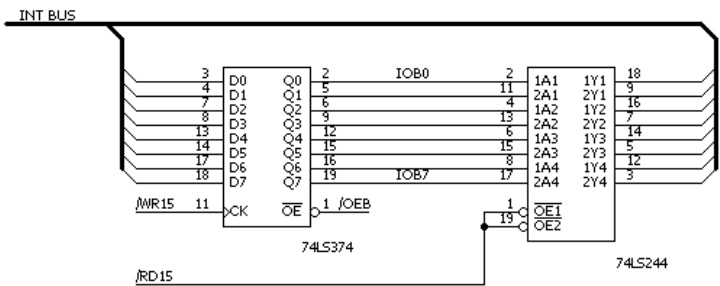 INT BUS
3 D0 Q0 2 IOB0 2 1A1 1Y1 18
4 D1 Q1 5 11 2A1 2Y1 9
7 D2 Q2 6 4 1A2 1Y2 16
8 D3 Q3 9 13 2A2 2Y2 7
13 D4 Q4 12 6 1A3 1Y3 14
14 D5 Q5 15 15 2A3 2Y3 5
17 D6 Q6 16 8 1A4 1Y4 12
18 D7 Q7 19 IOB7 17 2A4 2Y4 3
/WR15 11 CK OE 1 /OEB 1 OE1
19 OE2
74LS374
74LS244
/RD15